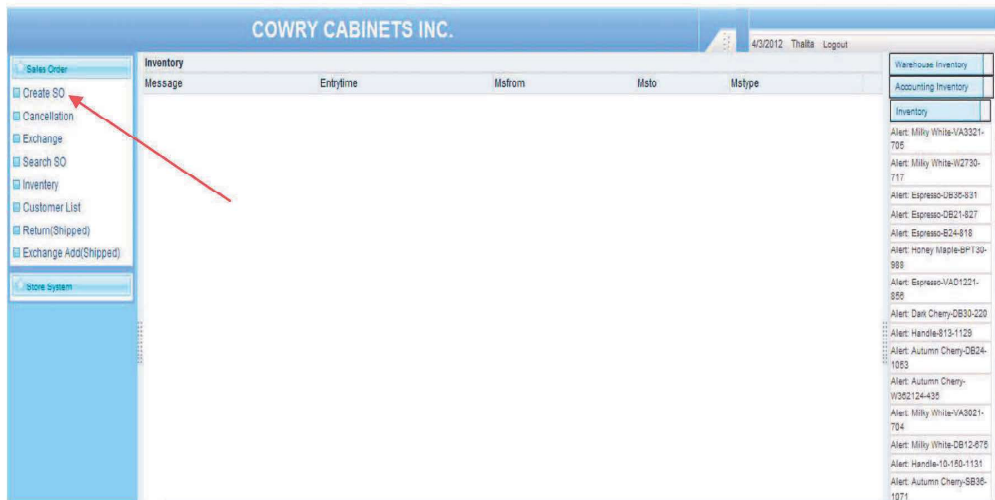 COWRY CABINETS INC.
4/3/2012 Thalita Logout
Sales Order
Create SO
Cancellation
Exchange
Search SO
Inventery
Customer List
Return(Shipped)
Exchange Add(Shipped)
Store System
Inventory
Message Entrytime Msfrom Msto Mstype
Warehouse Inventory
Accounting Inventory
Inventory
Alert: Milky White-VA3321-
705
Alert: Milky White-W2730-
717
Alert: Espresso-DB36-831
Alert: Espresso-DB21-827
Alert: Espresso-B24-818
Alert: Honey Maple-BPT30-
988
Alert: Espresso-VAD1221-
856
Alert: Dark Cherry-DB30-220
Alert: Handle-813-1129
Alert: Autumn Cherry-DB24-
1053
Alert: Autumn Cherry-
W362124-435
Alert: Milky White-VA3021-
704
Alert: Milky White-DB12-675
Alert: Handle-10-150-1131
Alert: Autumn Cherry-SB36-
1071